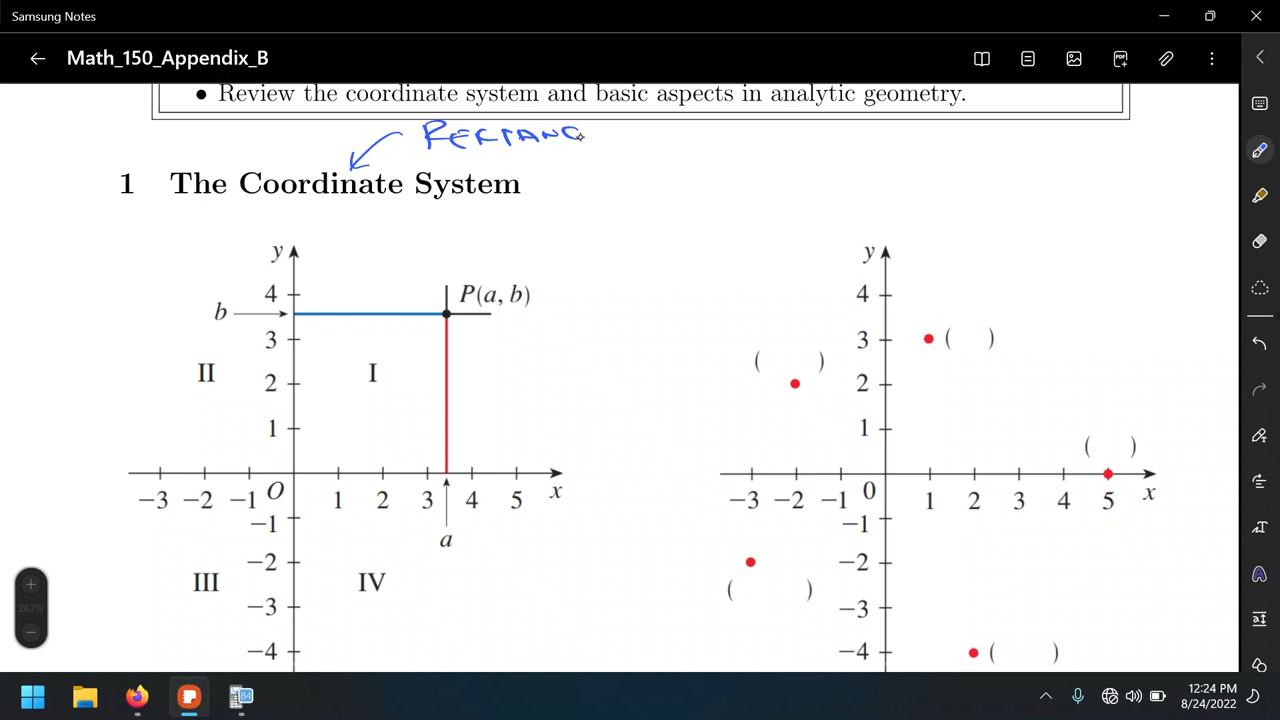 Samsung Notes
Math_150_Appendix_B
• Review the coordinate system and basic aspects in analytic geometry.
RECTANG
1 The Coordinate System
y
4
P(a, b)
b
3
II
I
2
1
−3 −2 −1 O 1 2 3 4 5 x
−1
a
−2
III
IV
−3
−4
y
4
3
( )
( )
2
1
( )
−3 −2 −1 0 1 2 3 4 5 x
−1
−2
( )
−3
−4
( )
267%
84
12:24 PM
8/24/2022